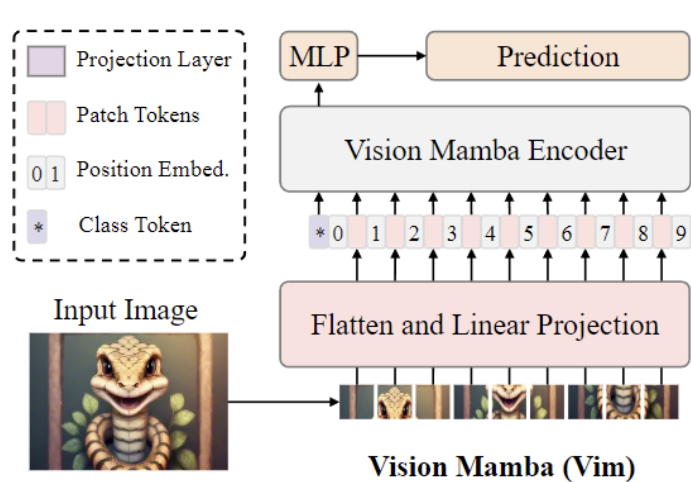 Projection Layer
Patch Tokens
0 1 Position Embed.
* Class Token
Input Image
MLP
Prediction
Vision Mamba Encoder
* 0 1 2 3 4 5 6 7 8 9
Flatten and Linear Projection
Vision Mamba (Vim)